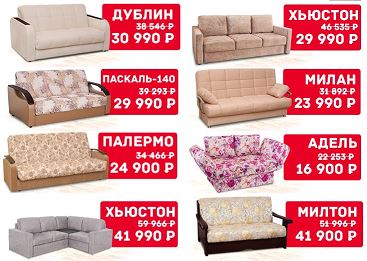 ДУБЛИН
38 546 ₽
30 990 ₽
ХЬЮСТОН
46 535 ₽
29 990 ₽
ПАСКАЛЬ-140
39 293 ₽
29 990 ₽
МИЛАН
31 892 ₽
23 990 ₽
ПАЛЕРМО
34 466 ₽
24 900 ₽
АДЕЛЬ
22 253 ₽
16 900 ₽
ХЬЮСТОН
59 966 ₽
41 990 ₽
МИЛТОН
51 996 ₽
41 900 ₽